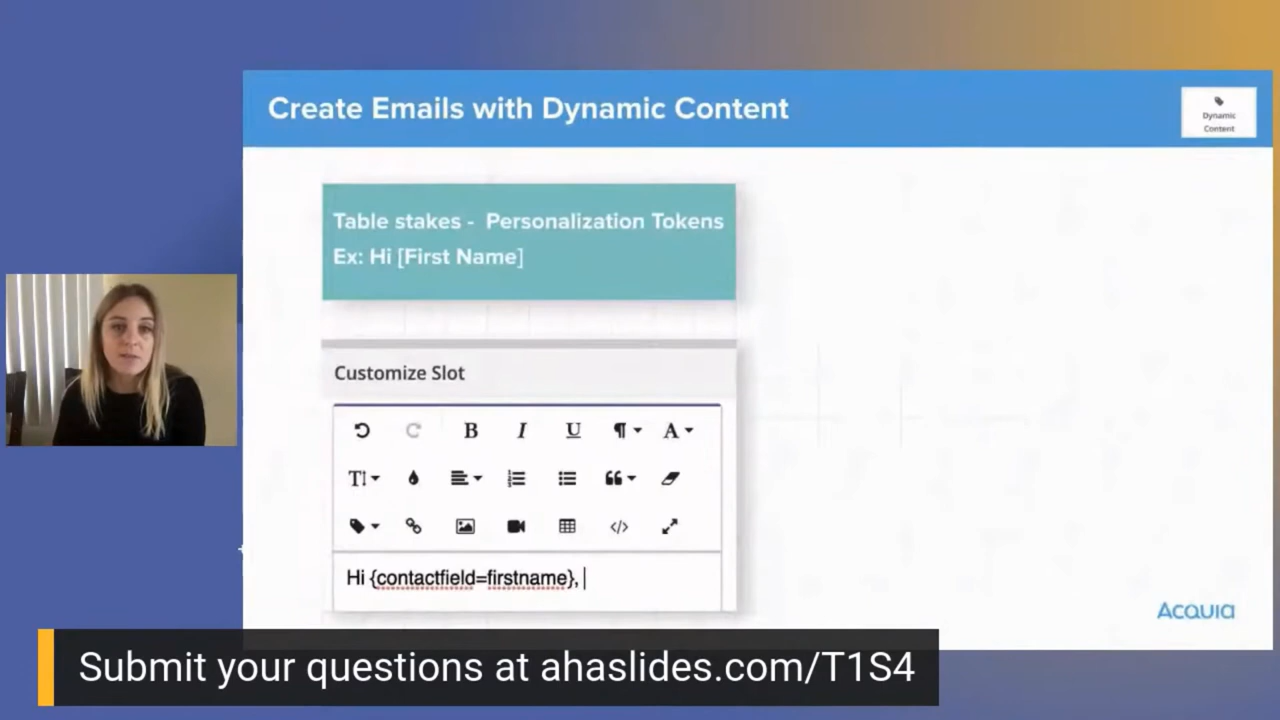 Create Emails with Dynamic Content
Dynamic
Content
Table stakes - Personalization Tokens
Ex: Hi [First Name]
Customize Slot
Hi {contactfield=firstname},
Acquia
Submit your questions at ahaslides.com/T1S4